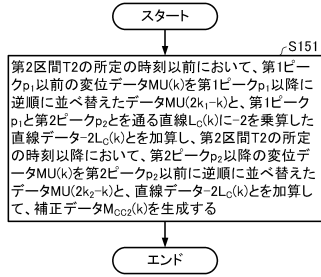 スタート
S151
第2区間T2の所定の時刻以前において、第1ピー
クp₁以前の変位データMU(k)を第1ピークp₁以降に
逆順に並べ替えたデータMU(2k₁-k)と、第1ピーク
p₁と第2ピークp₂とを通る直線L_C(k)に-2を乗算した
直線データ-2L_C(k)とを加算し、第2区間T2の所定
の時刻以降において、第2ピークp₂以降の変位デー
タMU(k)を第2ピークp₂以前に逆順に並べ替えた
データMU(2k₂-k)と、直線データ-2L_C(k)とを加算し
て、補正データM_CC2(k)を生成する
エンド